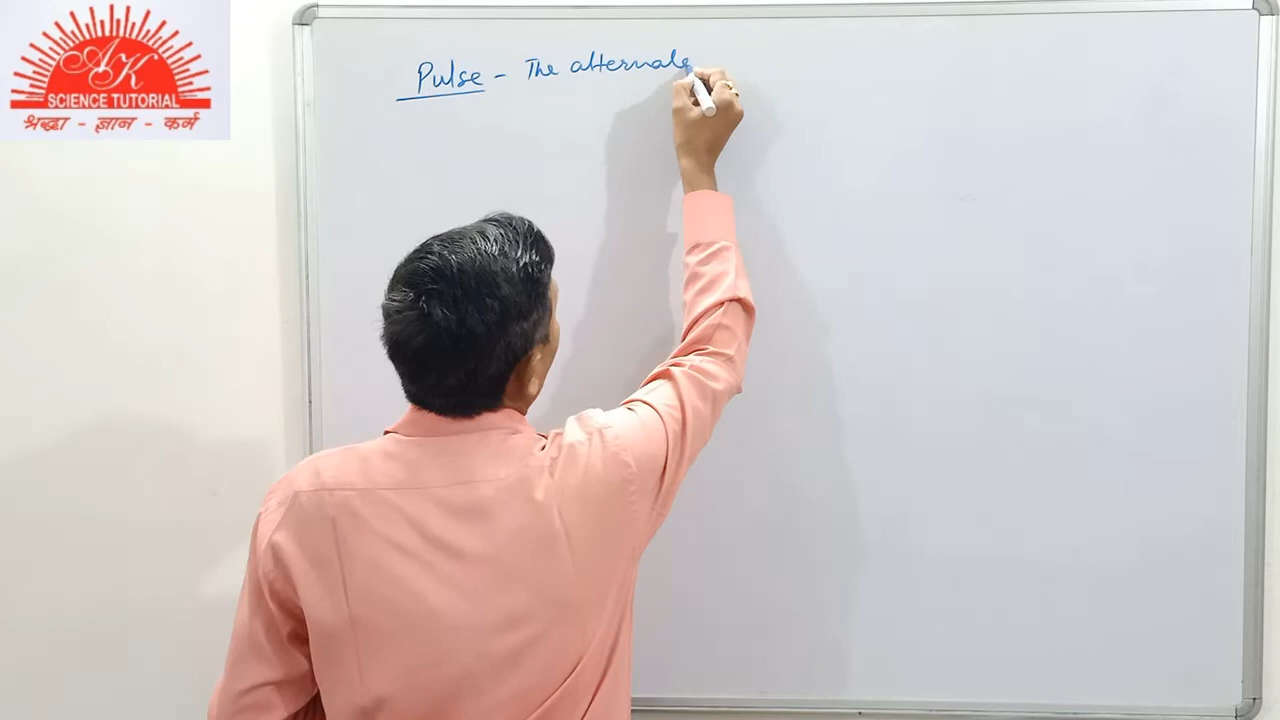 AK
SCIENCE TUTORIAL
श्रद्धा - ज्ञान - कर्म
Pulse - The alternate